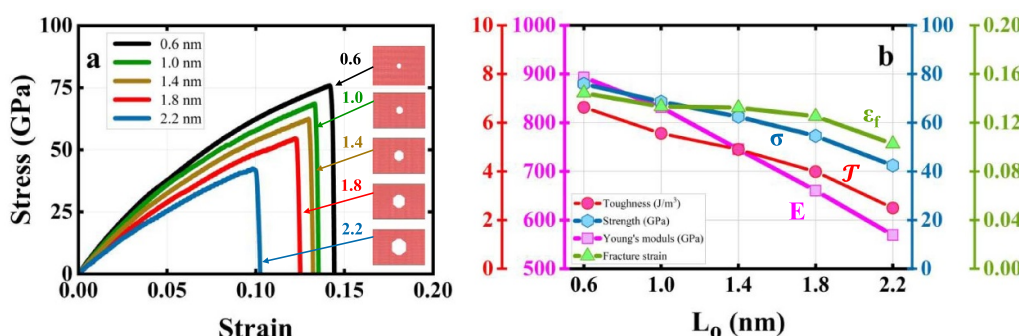 a
0.6 nm
1.0 nm
1.4 nm
1.8 nm
2.2 nm
0.6
1.0
1.4
1.8
2.2
100
75
50
25
0
Stress (GPa)
0.00
0.05
0.10
0.15
0.20
Strain
b
10
8
6
4
2
0
1000
900
800
700
600
500
100
80
60
40
20
0
0.20
0.16
0.12
0.08
0.04
0.00
εf
σ
𝒯
E
Toughness (J/m³)
Strength (GPa)
Young's moduls (GPa)
Fracture strain
0.6
1.0
1.4
1.8
2.2
Lo (nm)